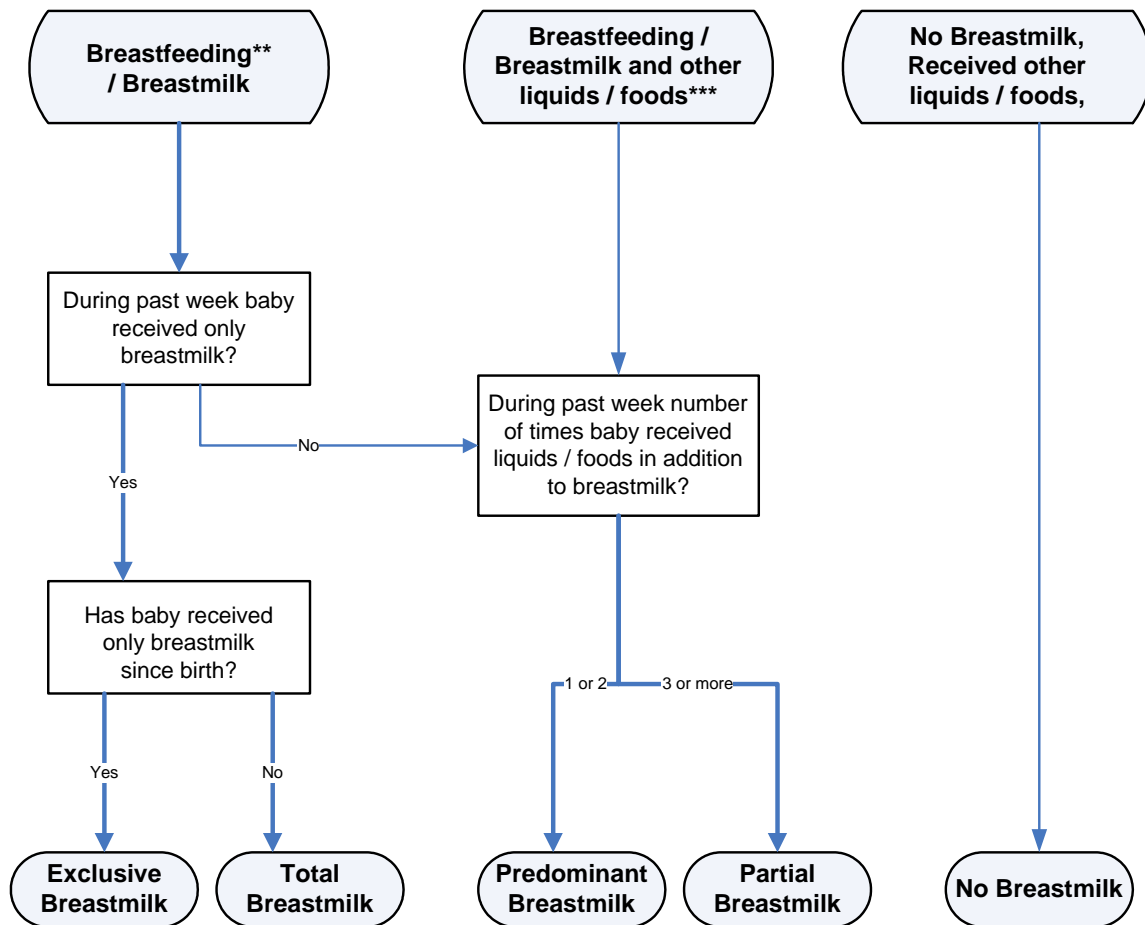 Breastfeeding**
/ Breastmilk
Breastfeeding /
Breastmilk and other
liquids / foods***
No Breastmilk,
Received other
liquids / foods,
During past week baby
received only
breastmilk?
During past week number
of times baby received
liquids / foods in addition
to breastmilk?
No
Yes
Has baby received
only breastmilk
since birth?
1 or 2
3 or more
Yes
No
Exclusive
Breastmilk
Total
Breastmilk
Predominant
Breastmilk
Partial
Breastmilk
No Breastmilk